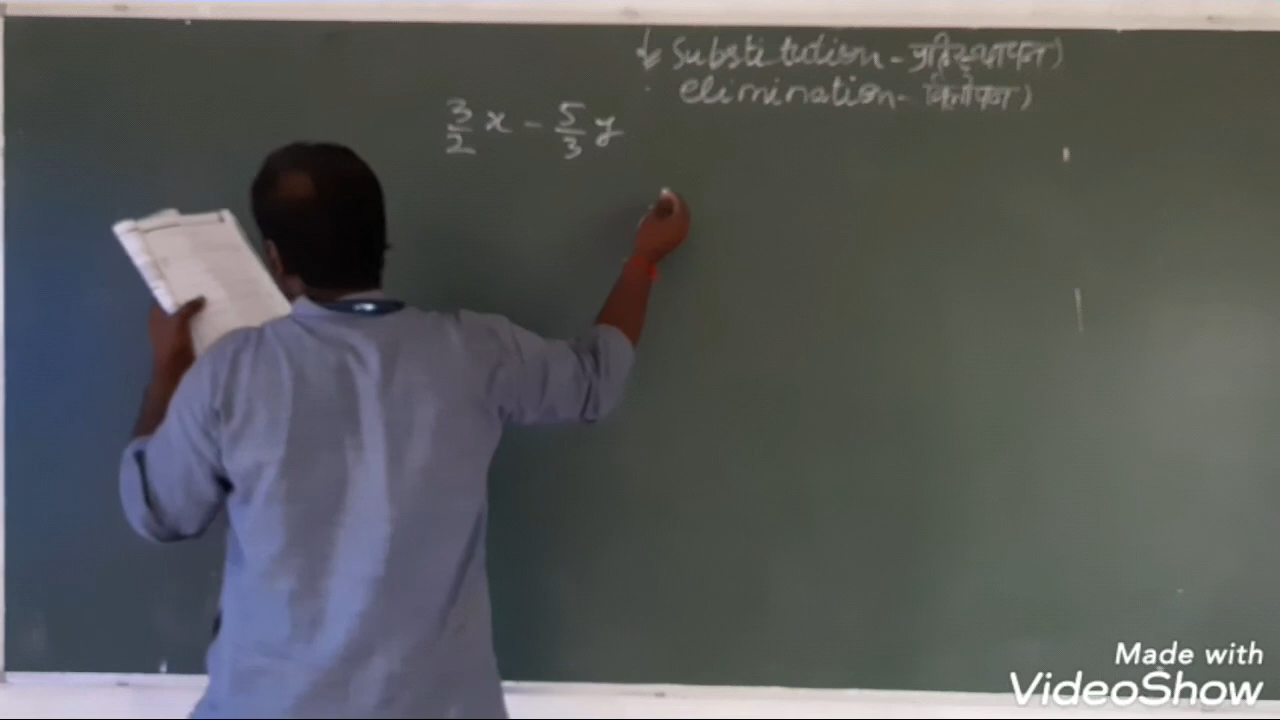 Substitution - प्रतिस्थापन)
elimination - विलोपन)
3/2 x - 5/3 y
Made with
VideoShow